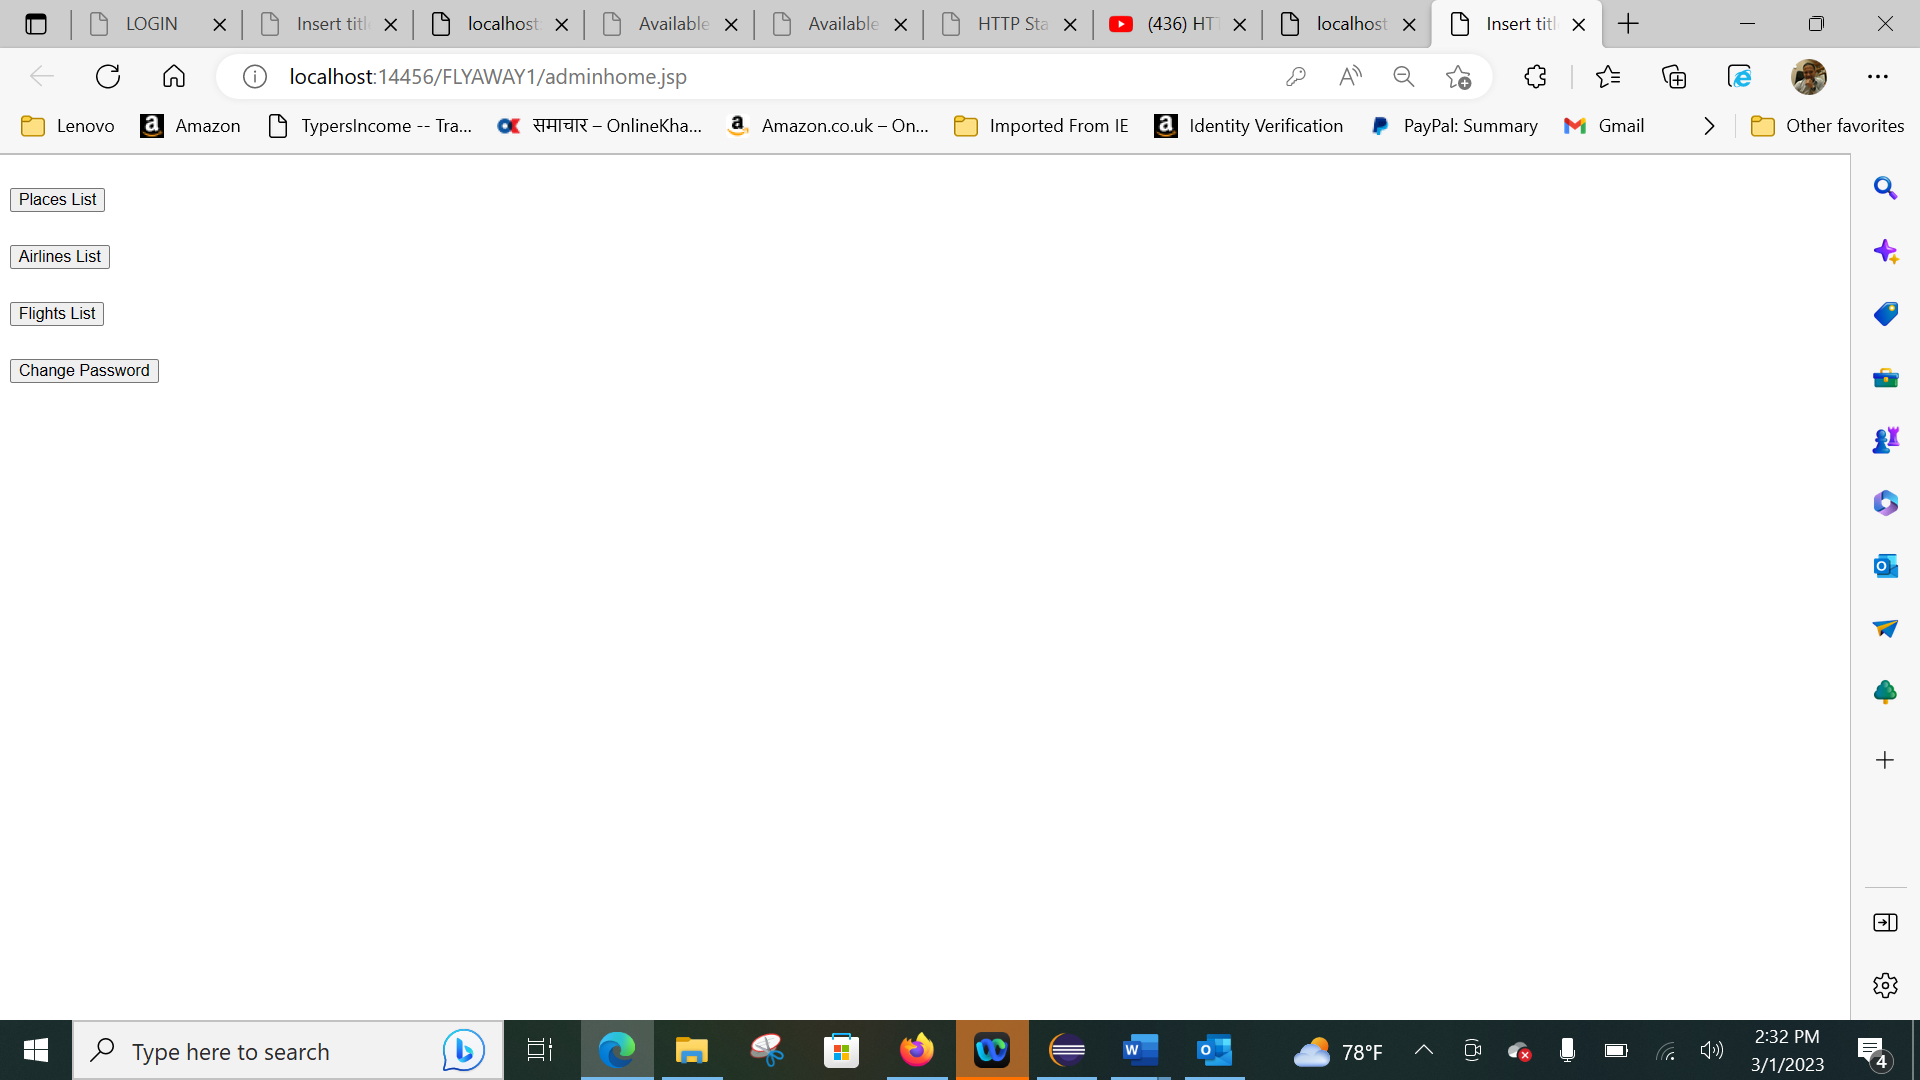 LOGIN
Insert titl
localhost
Available
Available
HTTP Sta
(436) HT
localhost
Insert titl
localhost:14456/FLYAWAY1/adminhome.jsp
Lenovo
Amazon
TypersIncome -- Tra...
समाचार – OnlineKha...
Amazon.co.uk – On...
Imported From IE
Identity Verification
PayPal: Summary
Gmail
Other favorites
Places List
Airlines List
Flights List
Change Password
Type here to search
78°F
2:32 PM
3/1/2023
4